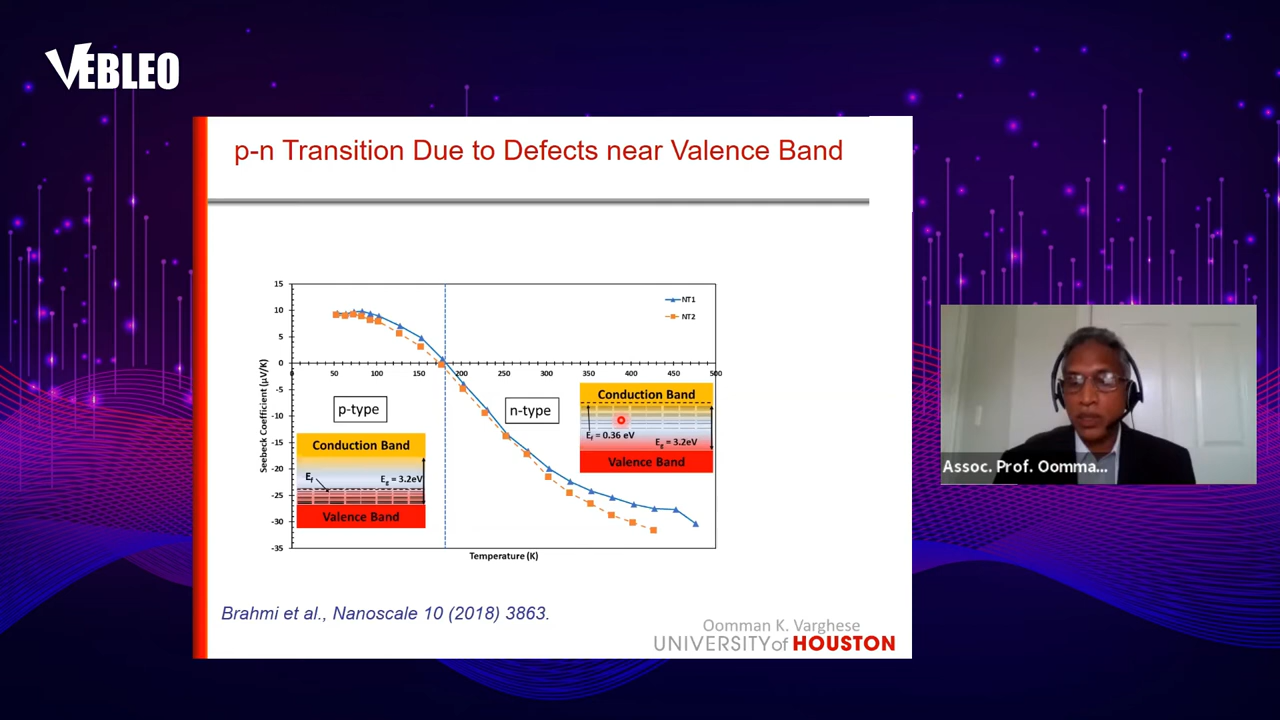 VEBLEO
p-n Transition Due to Defects near Valence Band
15
10
5
0
-5
-10
-15
-20
-25
-30
-35
0
50
100
150
200
250
300
350
400
450
500
Seebeck Coefficient (μV/K)
Temperature (K)
NT1
NT2
p-type
n-type
Conduction Band
Ef
Eg = 3.2eV
Valence Band
Conduction Band
Ef = 0.36 eV
Eg = 3.2eV
Valence Band
Assoc. Prof. Oomma...
Brahmi et al., Nanoscale 10 (2018) 3863.
Oomman K. Varghese
UNIVERSITY of HOUSTON